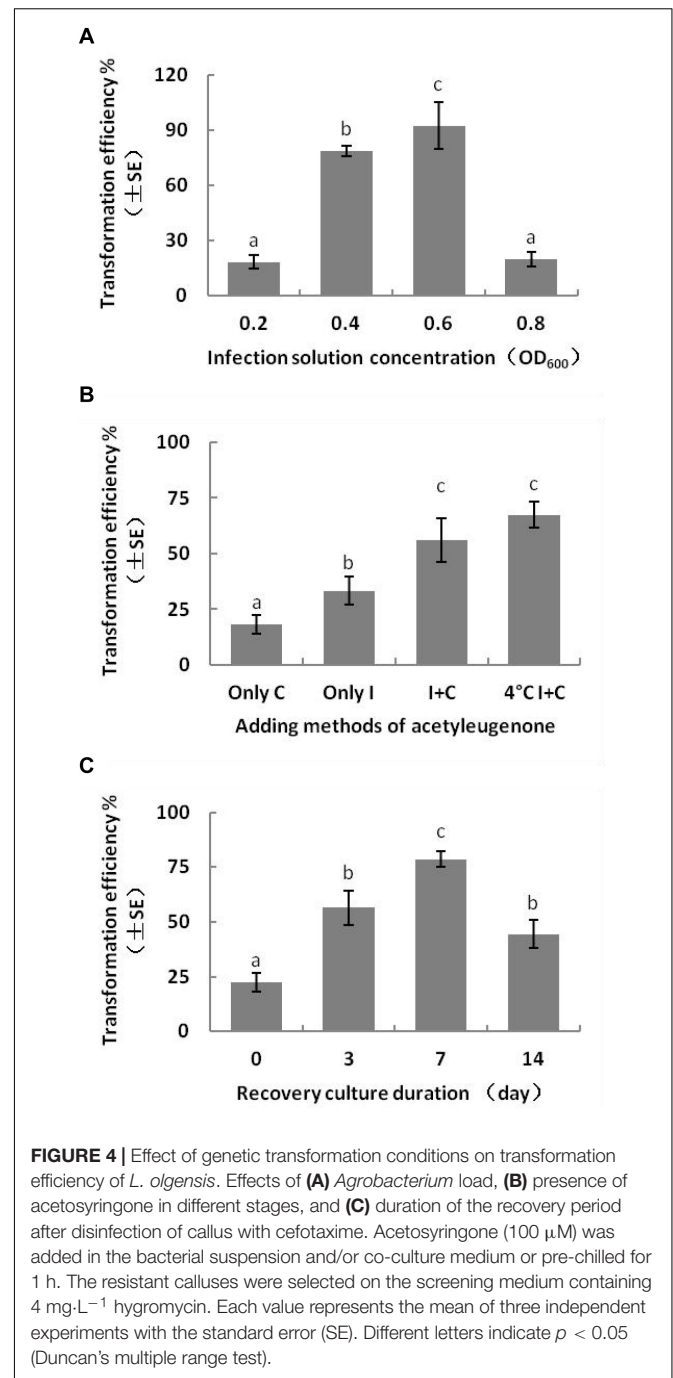 A
Transformation efficiency %
(±SE)
120
90
60
30
0
a
b
c
a
0.2 0.4 0.6 0.8
Infection solution concentration (OD600)
B
Transformation efficiency %
(±SE)
100
75
50
25
0
a
b
c
c
Only C Only I I+C 4°C I+C
Adding methods of acetyleugenone
C
Transformation efficiency %
(±SE)
100
75
50
25
0
a
b
c
b
0 3 7 14
Recovery culture duration (day)
FIGURE 4 | Effect of genetic transformation conditions on transformation
efficiency of L. olgensis. Effects of (A) Agrobacterium load, (B) presence of
acetosyringone in different stages, and (C) duration of the recovery period
after disinfection of callus with cefotaxime. Acetosyringone (100 μM) was
added in the bacterial suspension and/or co-culture medium or pre-chilled for
1 h. The resistant calluses were selected on the screening medium containing
4 mg·L−1 hygromycin. Each value represents the mean of three independent
experiments with the standard error (SE). Different letters indicate p < 0.05
(Duncan's multiple range test).